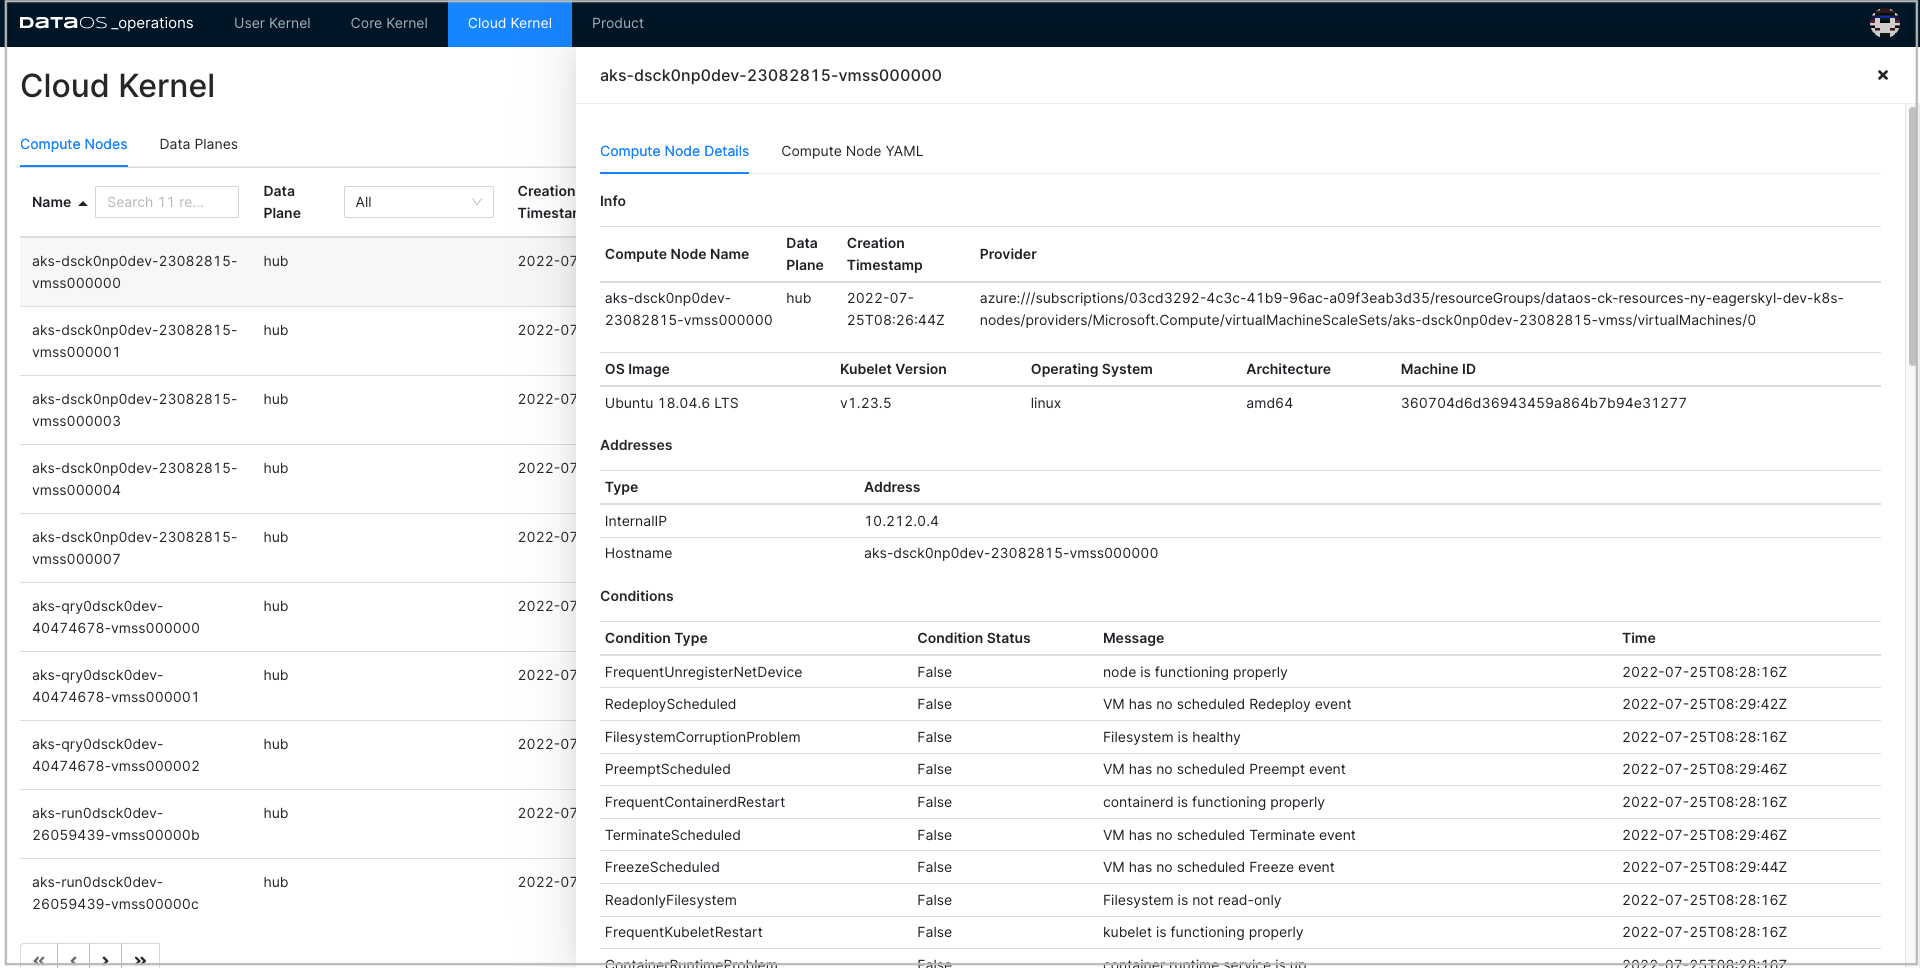 DATAOS_operations User Kernel Core Kernel Cloud Kernel Product
Cloud Kernel
Compute Nodes Data Planes
Name Search 11 re... Data Plane All Creation
Timestar
aks-dsck0np0dev-23082815- hub 2022-07
vmss000000
aks-dsck0np0dev-23082815- hub 2022-07
vmss000001
aks-dsck0np0dev-23082815- hub 2022-07
vmss000003
aks-dsck0np0dev-23082815- hub 2022-07
vmss000004
aks-dsck0np0dev-23082815- hub 2022-07
vmss000007
aks-qry0dsck0dev- hub 2022-07
40474678-vmss000000
aks-qry0dsck0dev- hub 2022-07
40474678-vmss000001
aks-qry0dsck0dev- hub 2022-07
40474678-vmss000002
aks-run0dsck0dev- hub 2022-07
26059439-vmss00000b
aks-run0dsck0dev- hub 2022-07
26059439-vmss00000c
« ‹ › »
aks-dsck0np0dev-23082815-vmss000000
Compute Node Details Compute Node YAML
Info
Compute Node Name Data Plane Creation Timestamp Provider
aks-dsck0np0dev- hub 2022-07- azure:///subscriptions/03cd3292-4c3c-41b9-96ac-a09f3eab3d35/resourceGroups/dataos-ck-resources-ny-eagerskyl-dev-k8s-
23082815-vmss000000 25T08:26:44Z nodes/providers/Microsoft.Compute/virtualMachineScaleSets/aks-dsck0np0dev-23082815-vmss/virtualMachines/0
OS Image Kubelet Version Operating System Architecture Machine ID
Ubuntu 18.04.6 LTS v1.23.5 linux amd64 360704d6d36943459a864b7b94e31277
Addresses
Type Address
InternalIP 10.212.0.4
Hostname aks-dsck0np0dev-23082815-vmss000000
Conditions
Condition Type Condition Status Message Time
FrequentUnregisterNetDevice False node is functioning properly 2022-07-25T08:28:16Z
RedeployScheduled False VM has no scheduled Redeploy event 2022-07-25T08:29:42Z
FilesystemCorruptionProblem False Filesystem is healthy 2022-07-25T08:28:16Z
PreemptScheduled False VM has no scheduled Preempt event 2022-07-25T08:29:46Z
FrequentContainerdRestart False containerd is functioning properly 2022-07-25T08:28:16Z
TerminateScheduled False VM has no scheduled Terminate event 2022-07-25T08:29:46Z
FreezeScheduled False VM has no scheduled Freeze event 2022-07-25T08:29:44Z
ReadonlyFilesystem False Filesystem is not read-only 2022-07-25T08:28:16Z
FrequentKubeletRestart False kubelet is functioning properly 2022-07-25T08:28:16Z
ContainerRuntimeProblem False container runtime service is up 2022-07-25T08:28:16Z